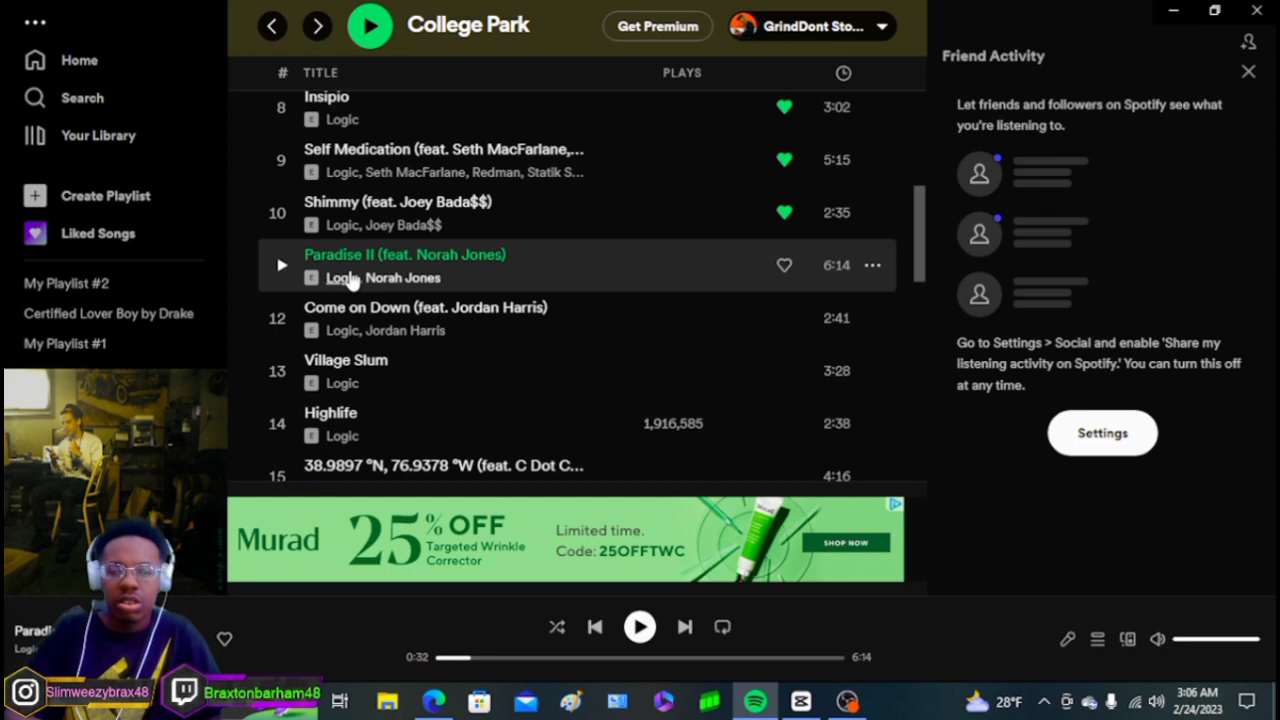 Home
Search
Your Library
Create Playlist
Liked Songs
My Playlist #2
Certified Lover Boy by Drake
My Playlist #1
College Park
Get Premium
GrindDont Sto...
# TITLE PLAYS
8 Insipio 3:02
E Logic
9 Self Medication (feat. Seth MacFarlane,... 5:15
E Logic, Seth MacFarlane, Redman, Statik S...
10 Shimmy (feat. Joey Bada$$) 2:35
E Logic, Joey Bada$$
Paradise II (feat. Norah Jones) 6:14
E Logic, Norah Jones
12 Come on Down (feat. Jordan Harris) 2:41
E Logic, Jordan Harris
13 Village Slum 3:28
E Logic
14 Highlife 1,916,585 2:38
E Logic
15 38.9897 °N, 76.9378 °W (feat. C Dot C... 4:16
Murad
25% OFF
Targeted Wrinkle
Corrector
Limited time.
Code: 25OFFTWC
SHOP NOW
Friend Activity
Let friends and followers on Spotify see what
you're listening to.
Go to Settings > Social and enable 'Share my
listening activity on Spotify.' You can turn this off
at any time.
Settings
0:32
6:14
Slimweezybrax48
Braxtonbarham48
28°F
3:06 AM
2/24/2023